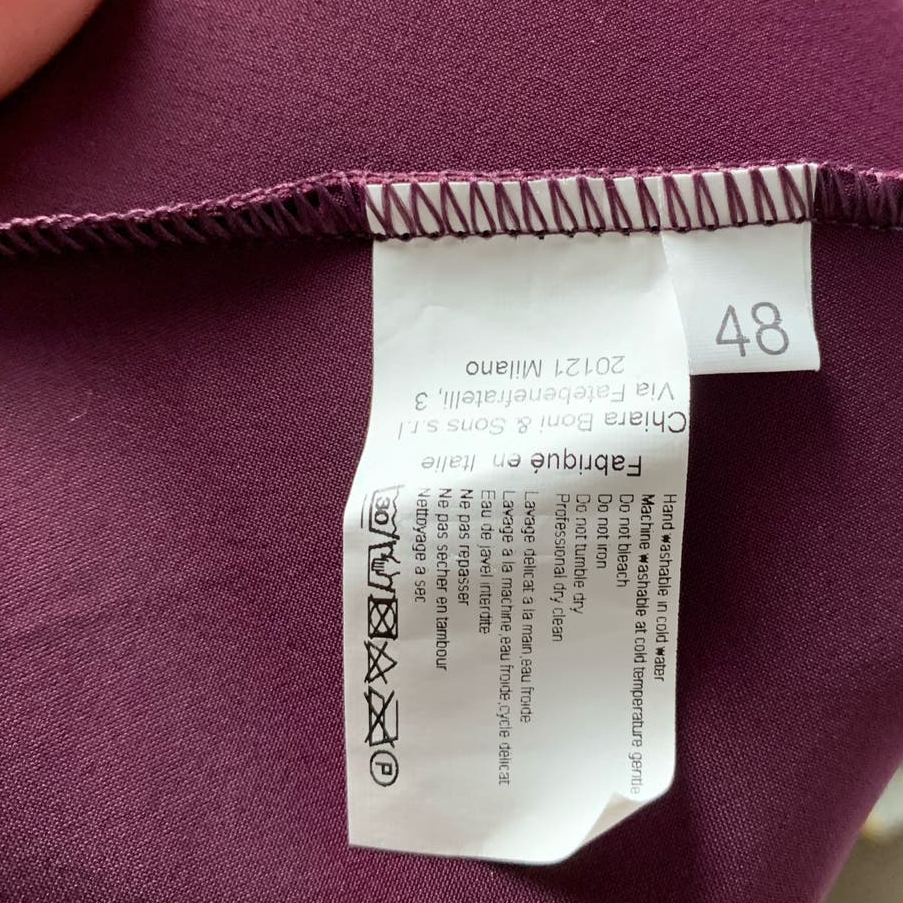 48
Chiara Boni & Sons s.r.l
Via Fatebenefratelli, 3
20121 Milano
Fabriqué en Italie
Hand washable in cold water
Machine washable at cold temperature gentle
Do not bleach
Do not iron
Do not tumble dry
Professional dry clean
Lavage délicat à la main,eau froide
Lavage à la machine,eau froide,cycle délicat
Eau de javel interdite
Ne pas repasser
Ne pas sécher en tambour
Nettoyage à sec
30
P